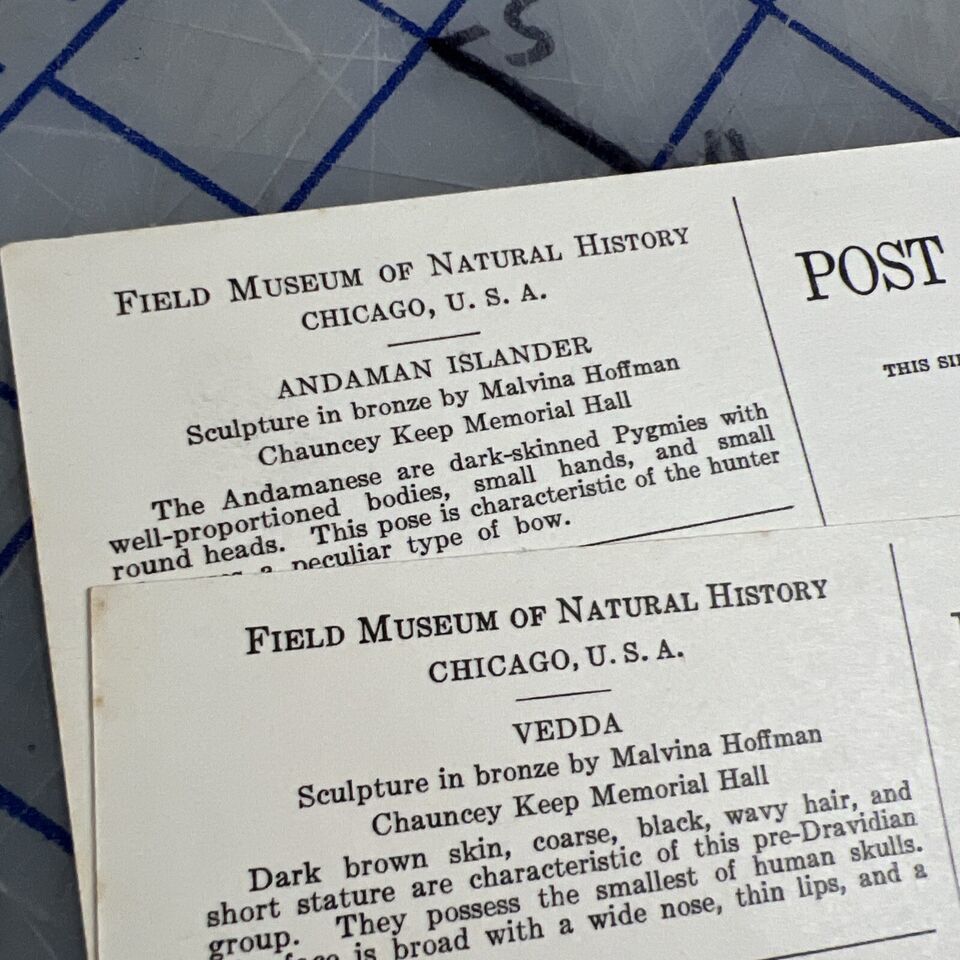 FIELD MUSEUM OF NATURAL HISTORY
CHICAGO, U. S. A.
ANDAMAN ISLANDER
Sculpture in bronze by Malvina Hoffman
Chauncey Keep Memorial Hall
The Andamanese are dark-skinned Pygmies with
well-proportioned bodies, small hands, and small
round heads. This pose is characteristic of the hunter
a peculiar type of bow.
POST
THIS
FIELD MUSEUM OF NATURAL HISTORY
CHICAGO, U. S. A.
VEDDA
Sculpture in bronze by Malvina Hoffman
Chauncey Keep Memorial Hall
Dark brown skin, coarse, black, wavy hair, and
short stature are characteristic of this pre-Dravidian
group. They possess the smallest of human skulls.
face is broad with a wide nose, thin lips, and a